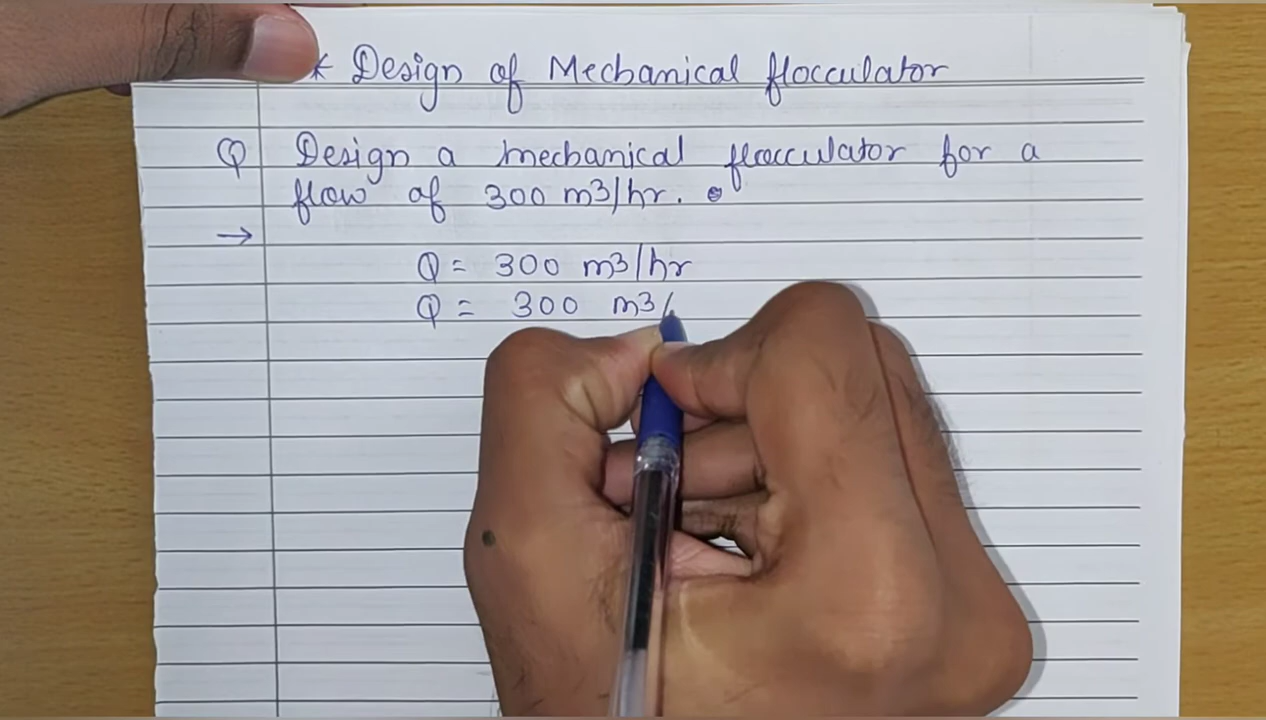 * Design of Mechanical flocculator
Q Design a mechanical flocculator for a
flow of 300 m3/hr.
→
Q = 300 m3/hr
Q = 300 m3/